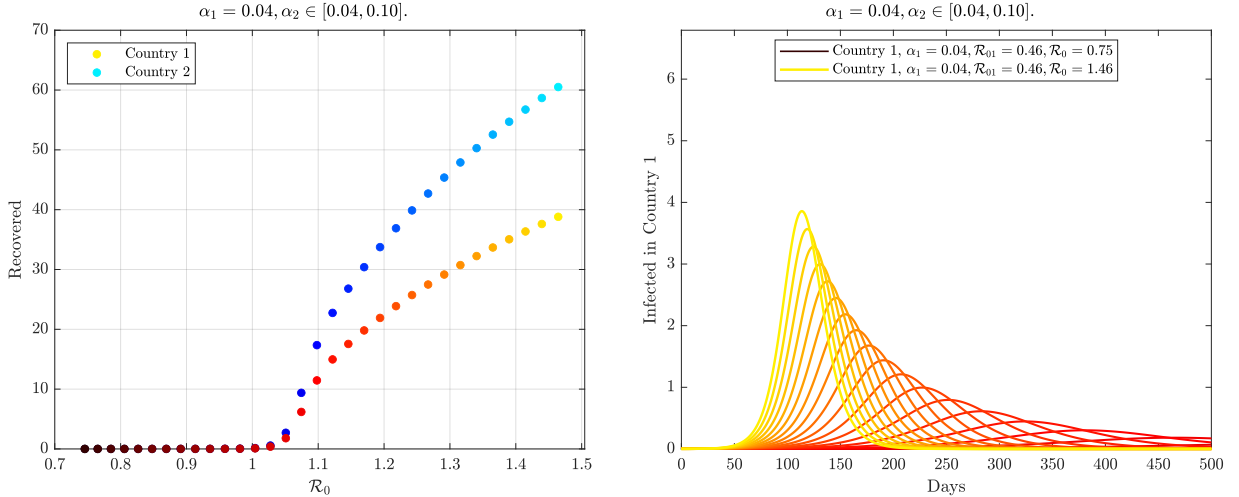 α₁ = 0.04, α₂ ∈ [0.04, 0.10].
70
60
50
40
30
20
10
0
Recovered
Country 1
Country 2
0.7 0.8 0.9 1 1.1 1.2 1.3 1.4 1.5
ℛ₀
α₁ = 0.04, α₂ ∈ [0.04, 0.10].
6
5
4
3
2
1
0
Infected in Country 1
Country 1, α₁ = 0.04, ℛ₀₁ = 0.46, ℛ₀ = 0.75
Country 1, α₁ = 0.04, ℛ₀₁ = 0.46, ℛ₀ = 1.46
0 50 100 150 200 250 300 350 400 450 500
Days